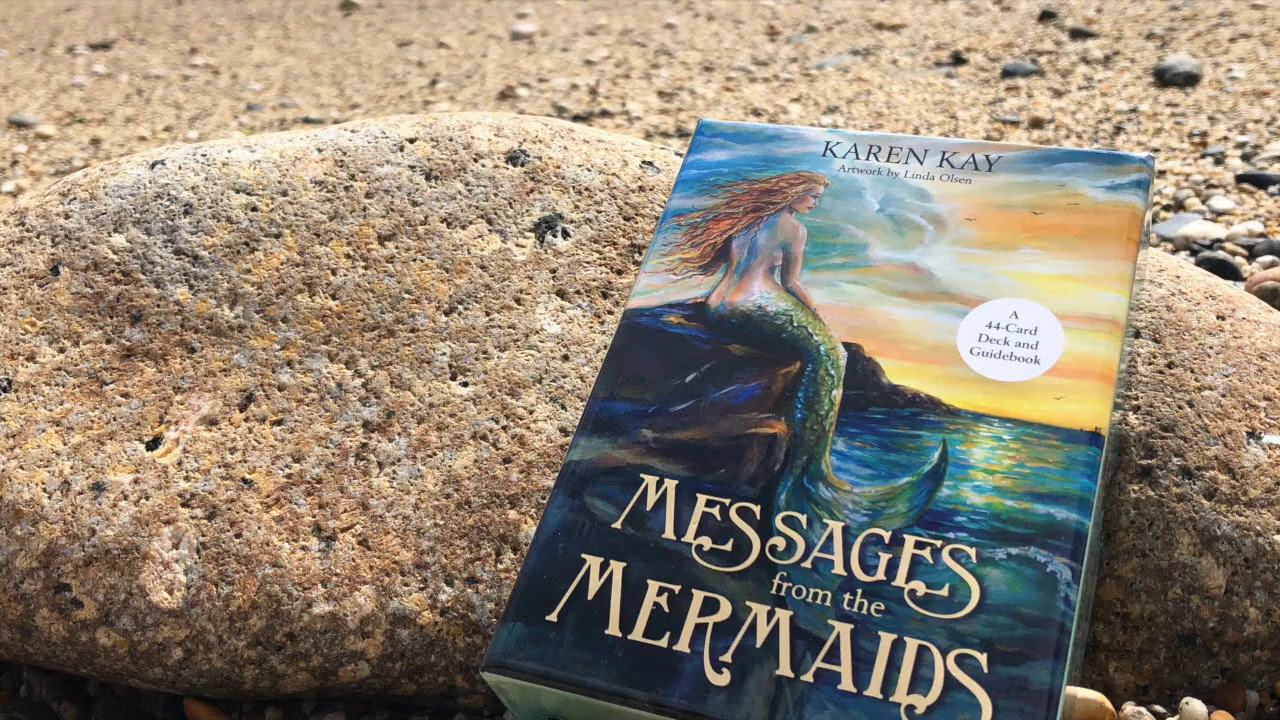 KAREN KAY
Artwork by Linda Olsen
A
44-Card
Deck and
Guidebook
MESSAGES
from the
MERMAIDS